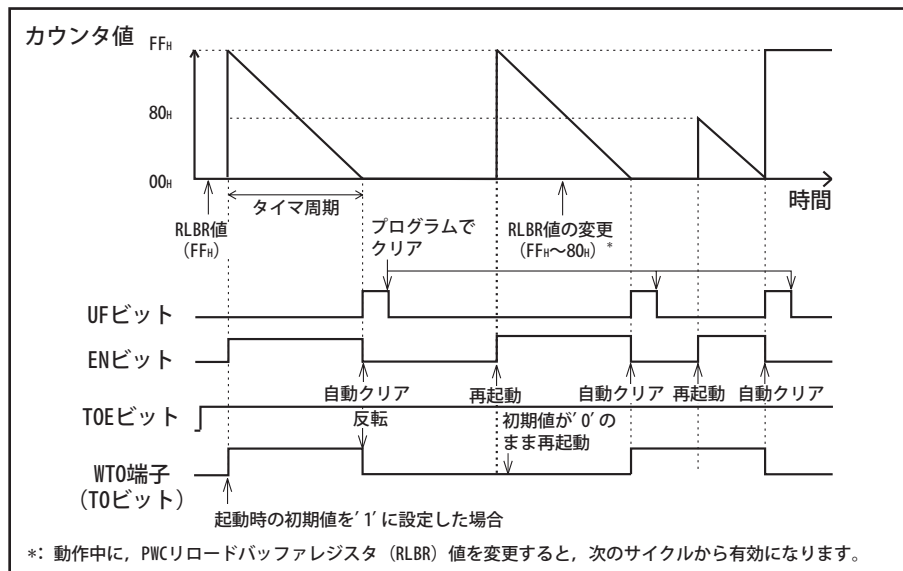 カウンタ値
FFH
80H
00H
時間
タイマ周期
RLBR値
(FFH)
プログラムで
クリア
RLBR値の変更
(FFH～80H)*
UFビット
ENビット
自動クリア
再起動
自動クリア
再起動
自動クリア
TOEビット
反転
初期値が'0'の
まま再起動
WTO端子
(TOビット)
起動時の初期値を'1'に設定した場合
*: 動作中に，PWCリロードバッファレジスタ（RLBR）値を変更すると，次のサイクルから有効になります。